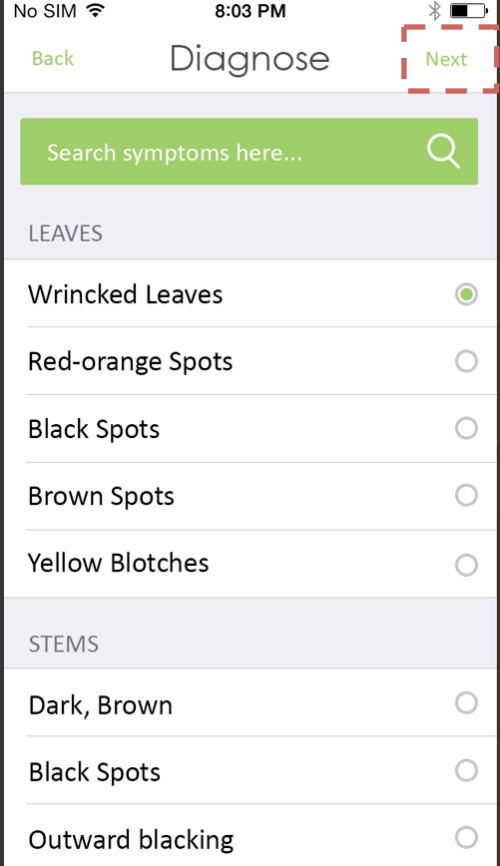 No SIM 8:03 PM
Back Diagnose Next
Search symptoms here...
LEAVES
Wrincked Leaves
Red-orange Spots
Black Spots
Brown Spots
Yellow Blotches
STEMS
Dark, Brown
Black Spots
Outward blacking